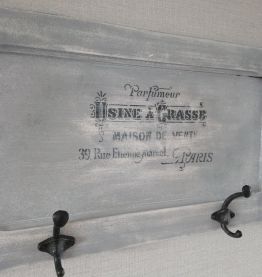 Parfumeur
USINE À GRASSE
MAISON DE VENTE
39 Rue Etienne Marcel PARIS